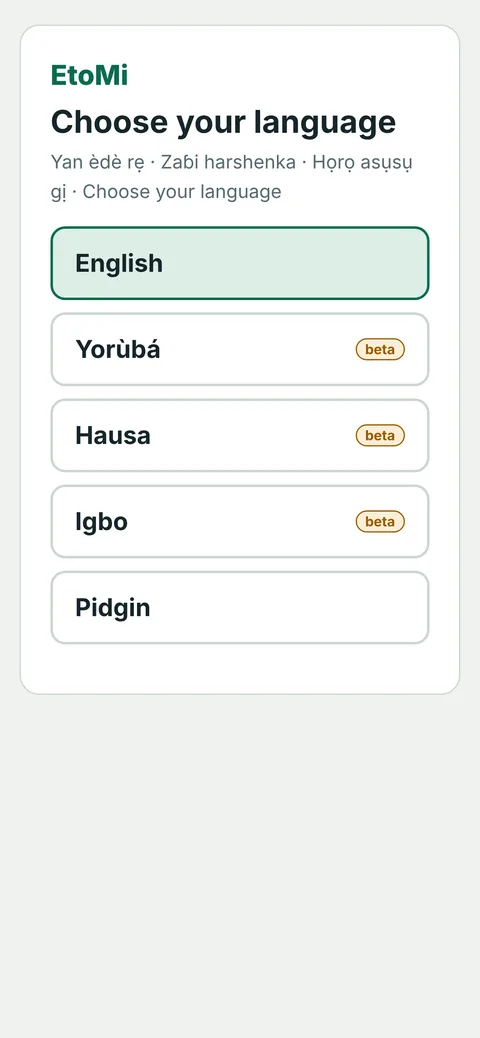 EtoMi
Choose your language
Yan èdè rẹ · Zaɓi harshenka · Họrọ asụsụ
gị · Choose your language
English
Yorùbá beta
Hausa beta
Igbo beta
Pidgin